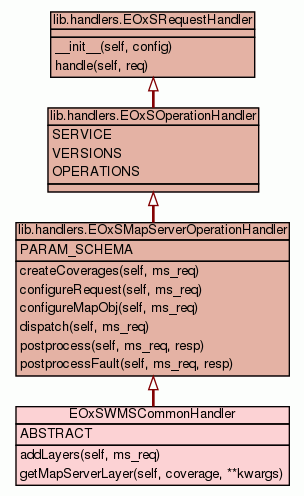 lib.handlers.EOxSRequestHandler
__init__(self, config)
handle(self, req)
lib.handlers.EOxSOperationHandler
SERVICE
VERSIONS
OPERATIONS
lib.handlers.EOxSMapServerOperationHandler
PARAM_SCHEMA
createCoverages(self, ms_req)
configureRequest(self, ms_req)
configureMapObj(self, ms_req)
dispatch(self, ms_req)
postprocess(self, ms_req, resp)
postprocessFault(self, ms_req, resp)
EOxSWMSCommonHandler
ABSTRACT
addLayers(self, ms_req)
getMapServerLayer(self, coverage, **kwargs)